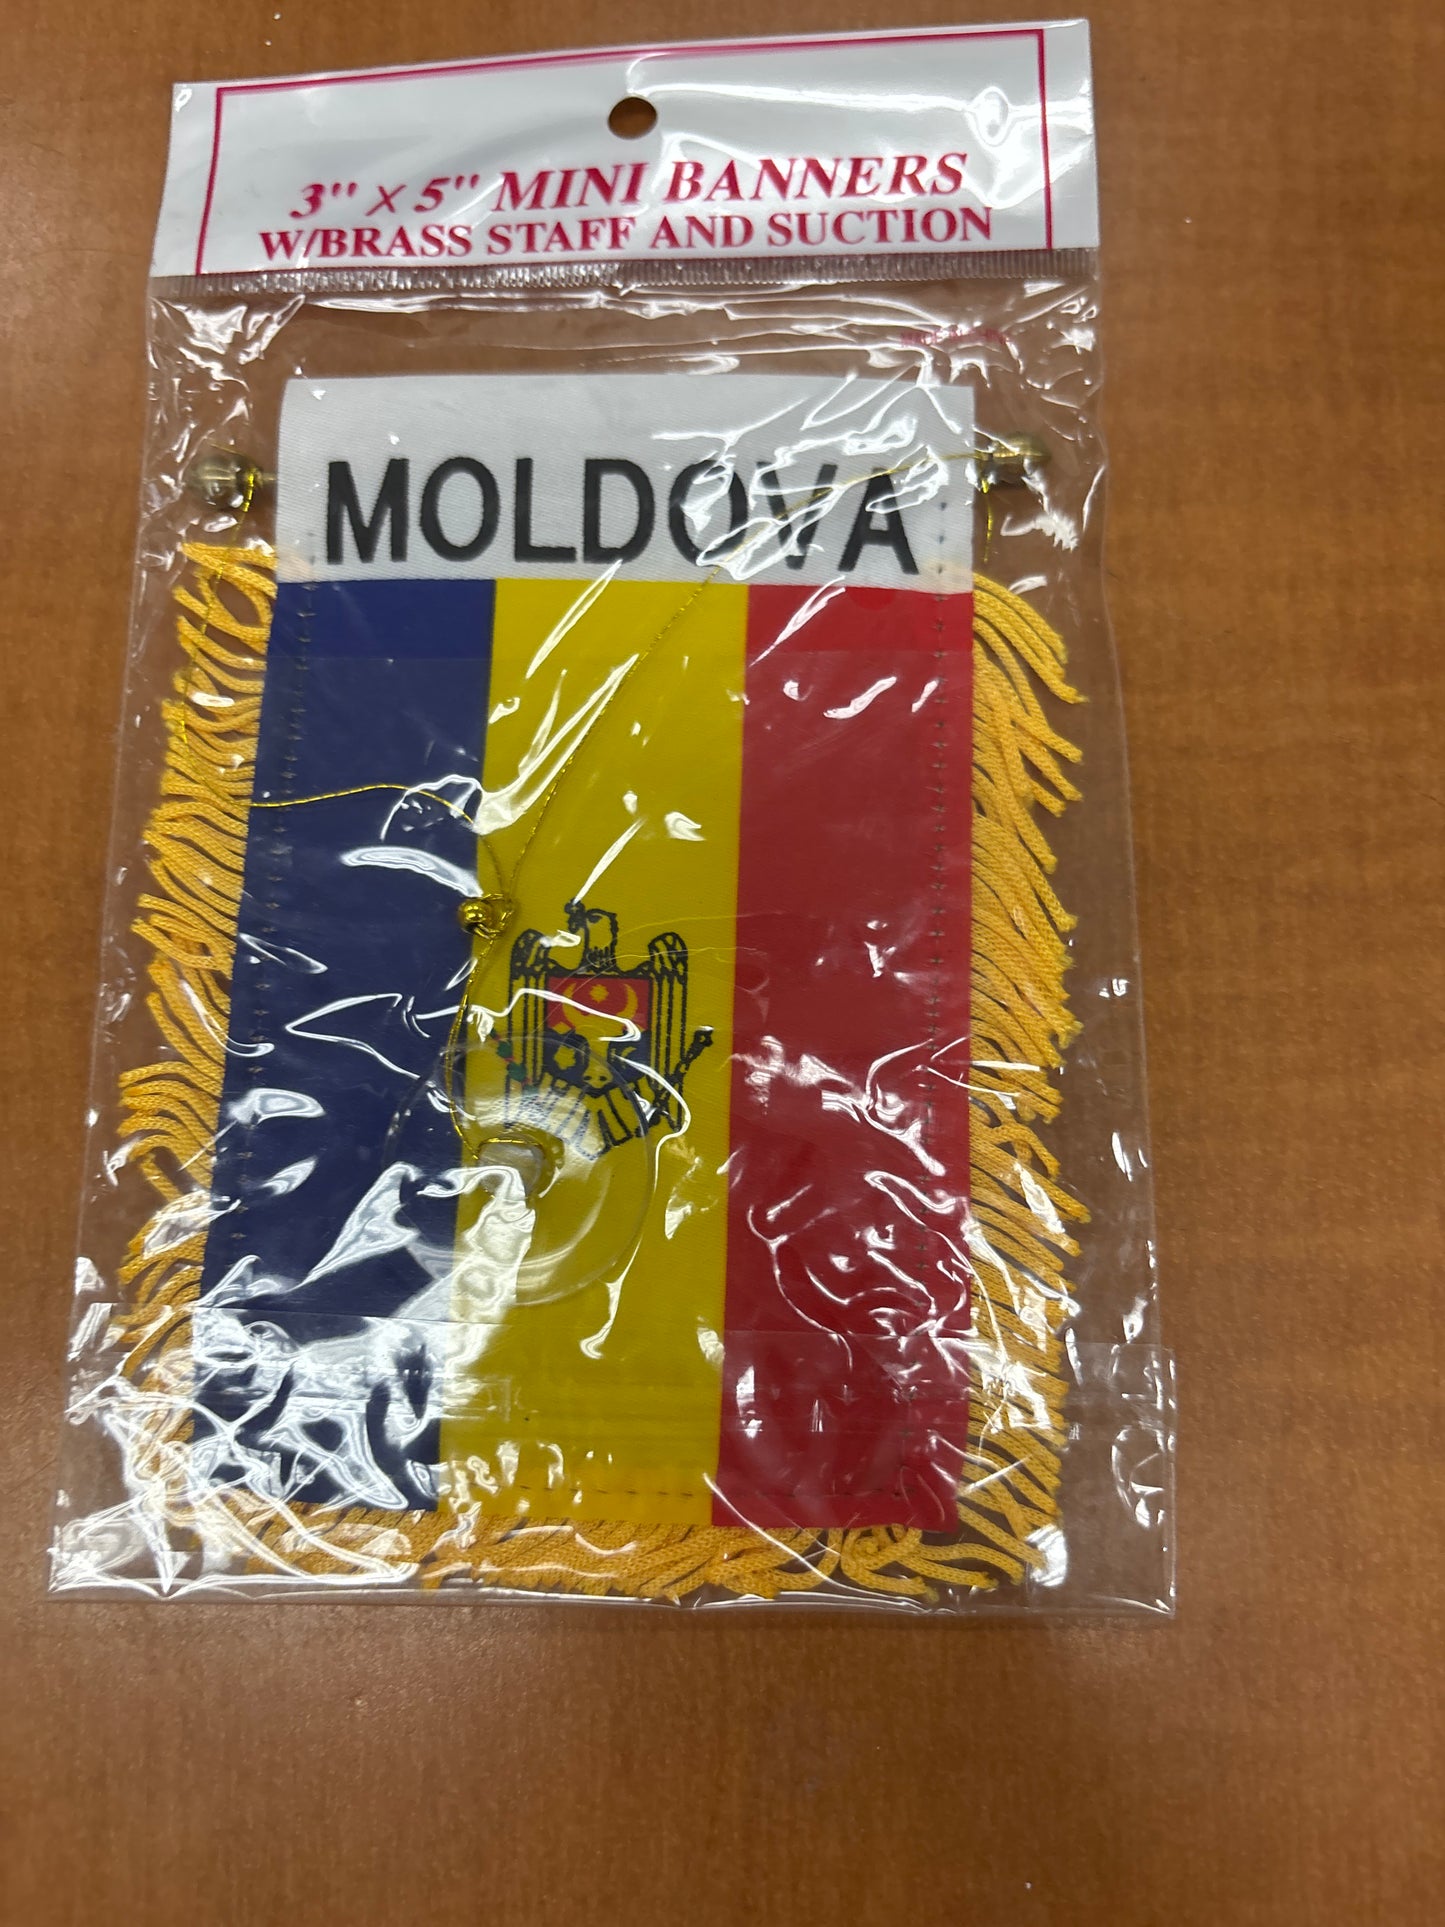 3" x 5" MINI BANNERS
W/BRASS STAFF AND SUCTION
MOLDOVA